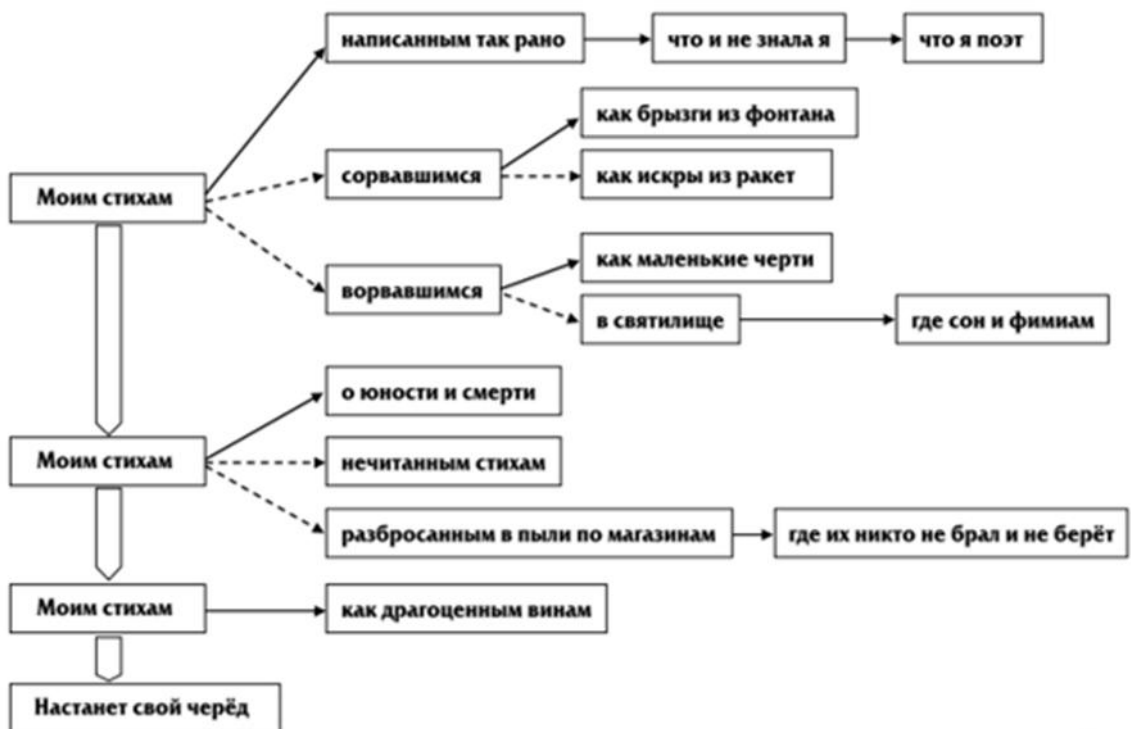 написанным так рано
что и не знала я
что я поэт
как брызги из фонтана
Моим стихам
сорвавшимся
как искры из ракет
ворвавшимся
как маленькие черти
в святилище
где сон и фимиам
Моим стихам
о юности и смерти
нечитанным стихам
разбросанным в пыли по магазинам
где их никто не брал и не берёт
Моим стихам
как драгоценным винам
Настанет свой черёд